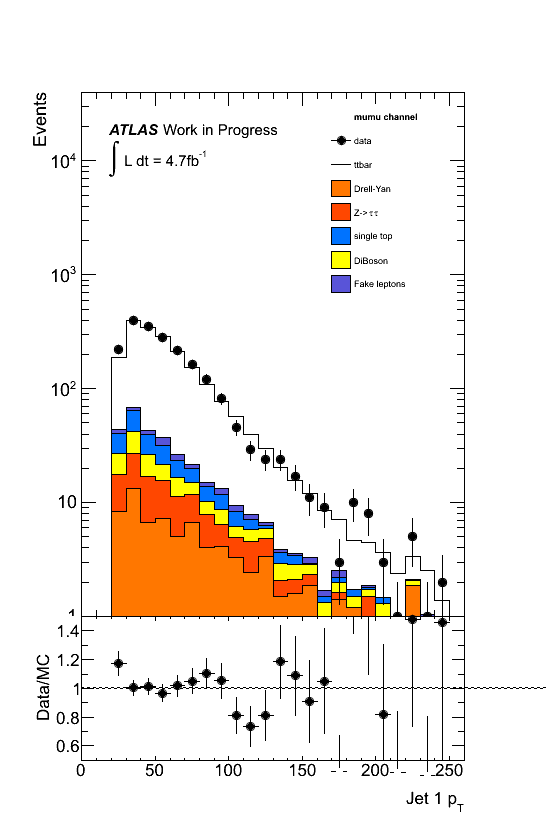 Events
mumu channel
ATLAS Work in Progress
∫ L dt = 4.7fb⁻¹
data
ttbar
Drell-Yan
Z->ττ
single top
DiBoson
Fake leptons
10⁴
10³
10²
10
1
Data/MC
1.4
1.2
1
0.8
0.6
0 50 100 150 200 250
Jet 1 p_T